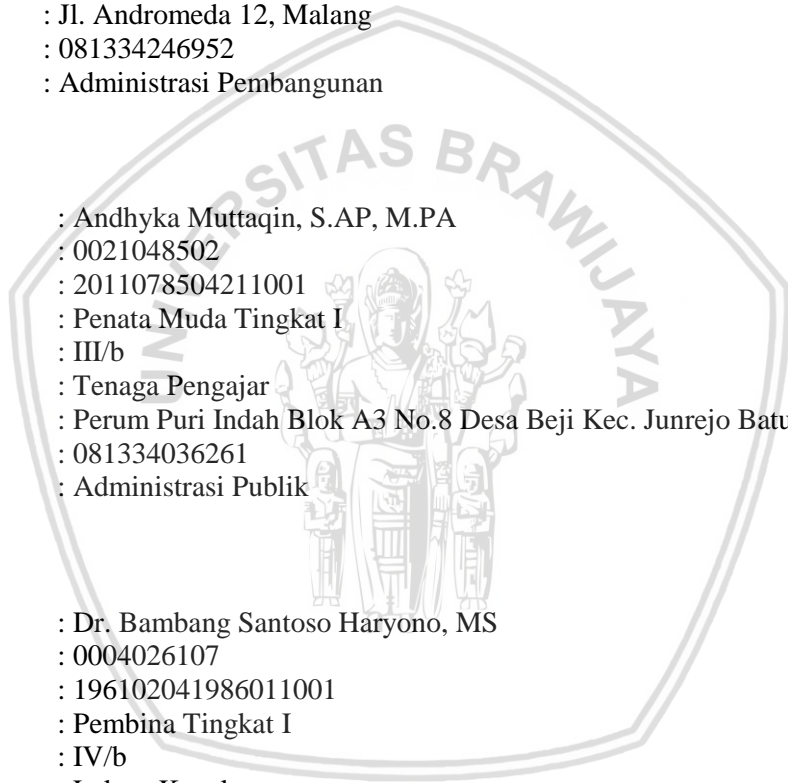 : Jl. Andromeda 12, Malang
: 081334246952
: Administrasi Pembangunan
UNIVERSITAS BRAWIJAYA
: Andhyka Muttaqin, S.AP, M.PA
: 0021048502
: 2011078504211001
: Penata Muda Tingkat I
: III/b
: Tenaga Pengajar
: Perum Puri Indah Blok A3 No.8 Desa Beji Kec. Junrejo Batu
: 081334036261
: Administrasi Publik
: Dr. Bambang Santoso Haryono, MS
: 0004026107
: 196102041986011001
: Pembina Tingkat I
: IV/b